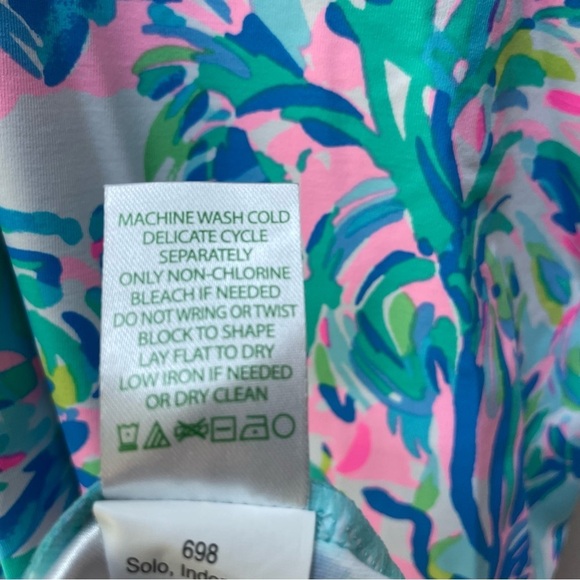 MACHINE WASH COLD
DELICATE CYCLE
SEPARATELY
ONLY NON-CHLORINE
BLEACH IF NEEDED
DO NOT WRING OR TWIST
BLOCK TO SHAPE
LAY FLAT TO DRY
LOW IRON IF NEEDED
OR DRY CLEAN
698
Solo,